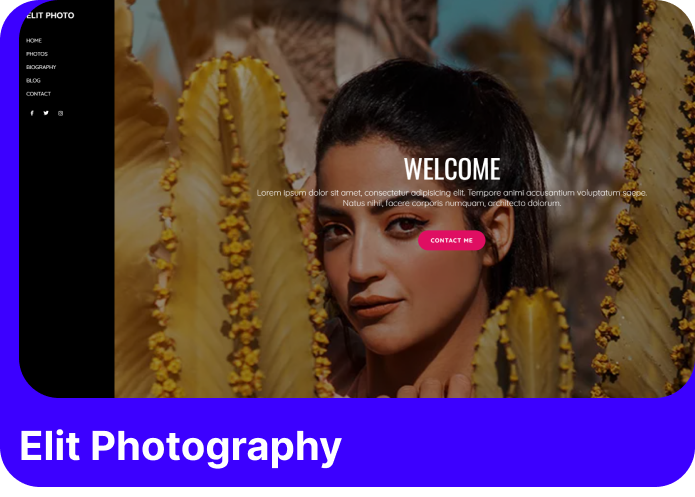 ELIT PHOTO
HOME
PHOTOS
BIOGRAPHY
BLOG
CONTACT
WELCOME
Lorem ipsum dolor sit amet, consectetur adipisicing elit. Tempore animi accusantium voluptatum saepe.
Natus nihil, facere corporis numquam, architecto dolorum.
CONTACT ME
Elit Photography